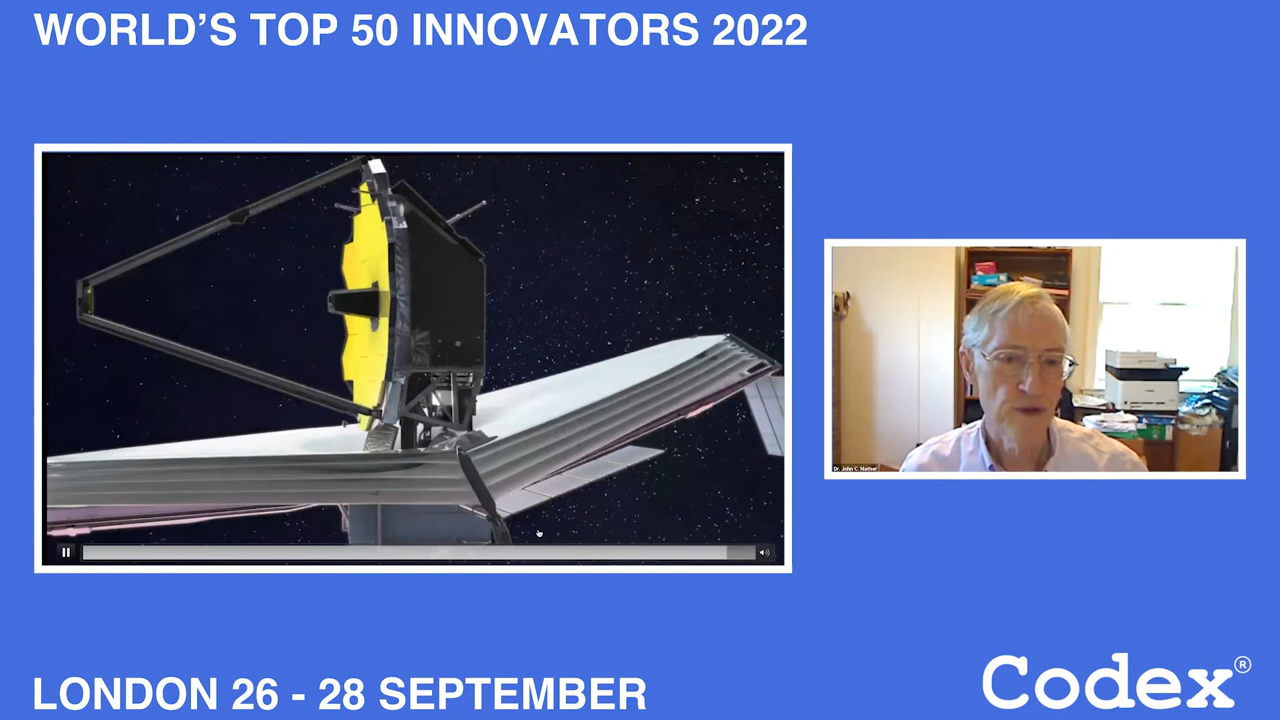 WORLD’S TOP 50 INNOVATORS 2022
Dr. John C. Mather
LONDON 26 - 28 SEPTEMBER
Codex®